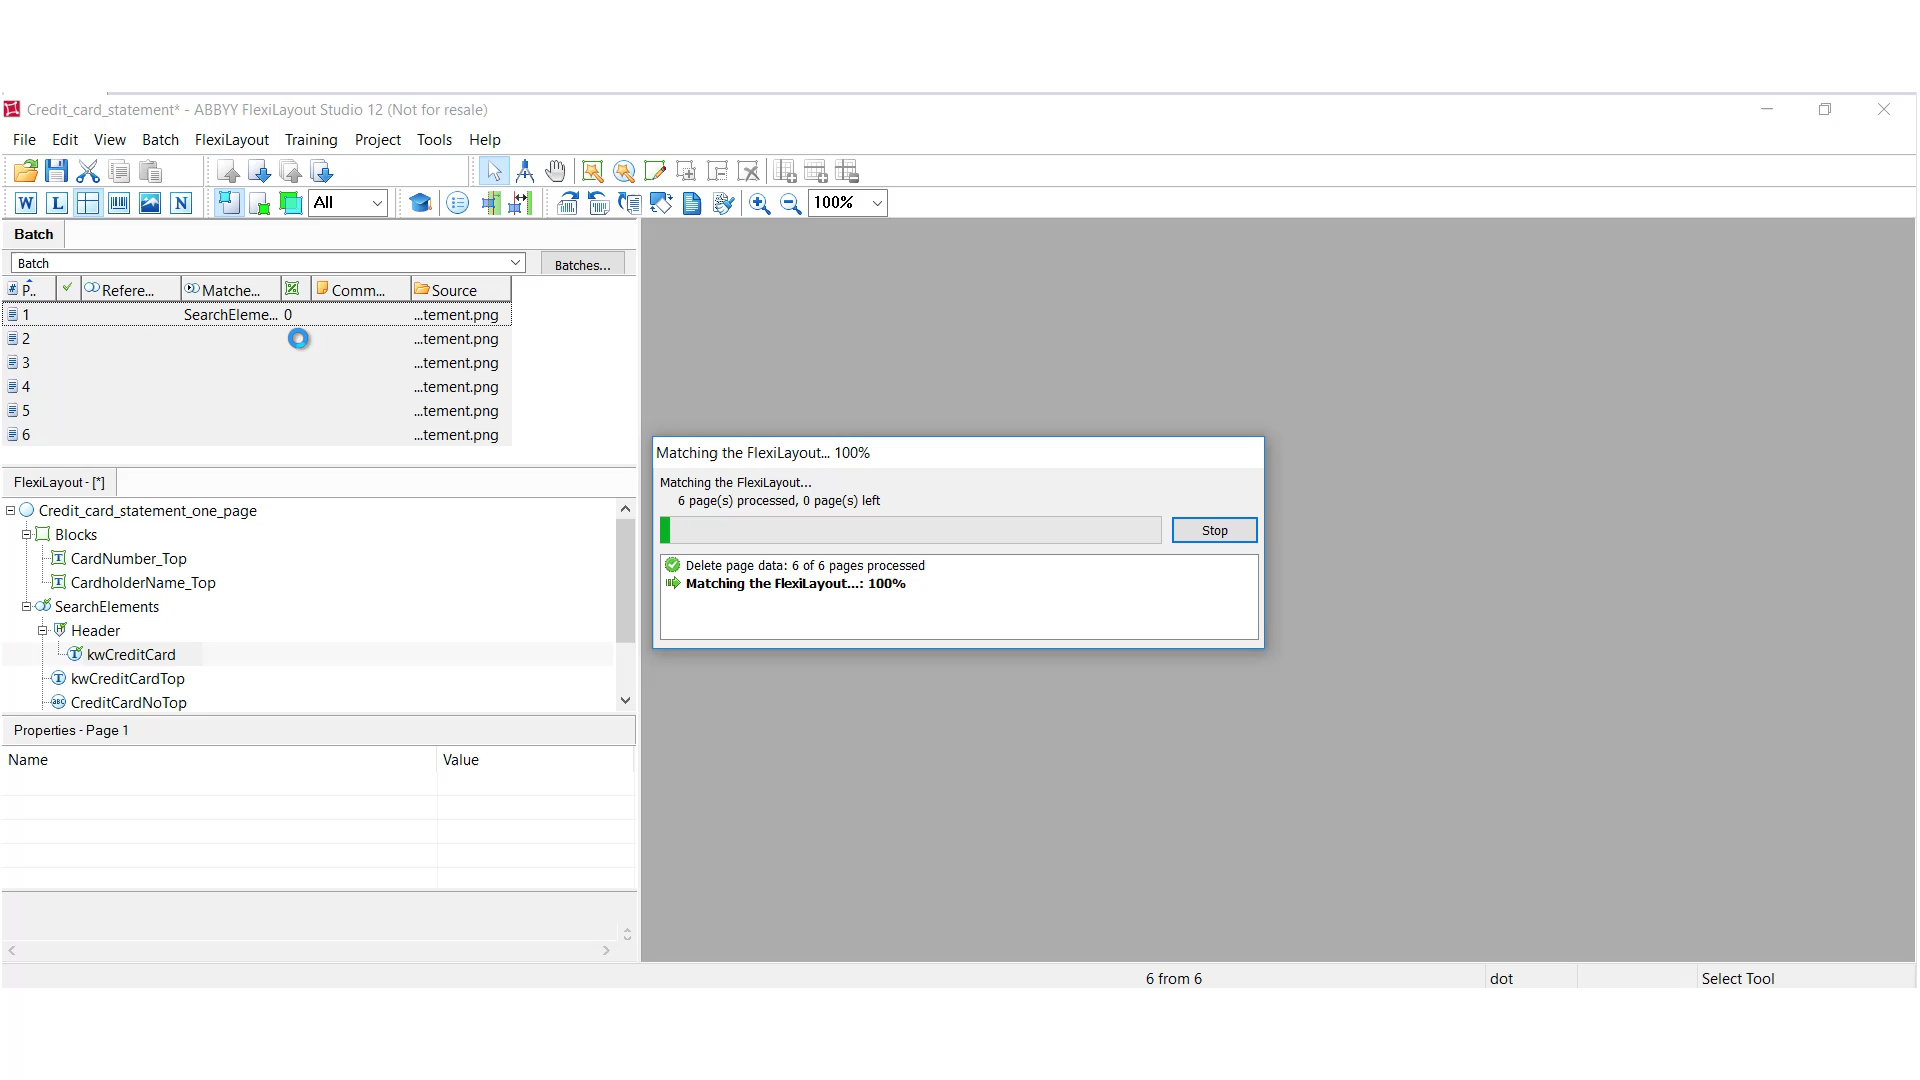 Credit_card_statement* - ABBYY FlexiLayout Studio 12 (Not for resale)
File Edit View Batch FlexiLayout Training Project Tools Help
W L N All 100%
Batch
Batch Batches...
# P.. Refere... Matche... Comm... Source
1 SearchEleme... 0 ...tement.png
2 ...tement.png
3 ...tement.png
4 ...tement.png
5 ...tement.png
6 ...tement.png
Matching the FlexiLayout... 100%
Matching the FlexiLayout...
6 page(s) processed, 0 page(s) left
Stop
Delete page data: 6 of 6 pages processed
Matching the FlexiLayout...: 100%
FlexiLayout - [*]
Credit_card_statement_one_page
Blocks
T CardNumber_Top
T CardholderName_Top
SearchElements
H Header
T kwCreditCard
T kwCreditCardTop
abc CreditCardNoTop
Properties - Page 1
Name Value
6 from 6 dot Select Tool